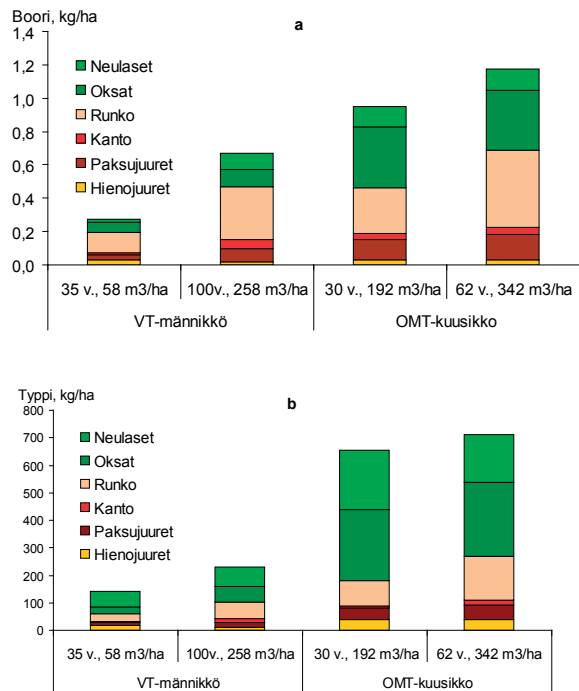 Boori, kg/ha
a
1,4
1,2
1,0
0,8
0,6
0,4
0,2
0,0
Neulaset
Oksat
Runko
Kanto
Paksujuuret
Hienojuuret
35 v., 58 m3/ha 100v., 258 m3/ha 30 v., 192 m3/ha 62 v., 342 m3/ha
VT-männikkö OMT-kuusikko
Typpi, kg/ha
b
800
700
600
500
400
300
200
100
0
Neulaset
Oksat
Runko
Kanto
Paksujuuret
Hienojuuret
35 v., 58 m3/ha 100v., 258 m3/ha 30 v., 192 m3/ha 62 v., 342 m3/ha
VT-männikkö OMT-kuusikko